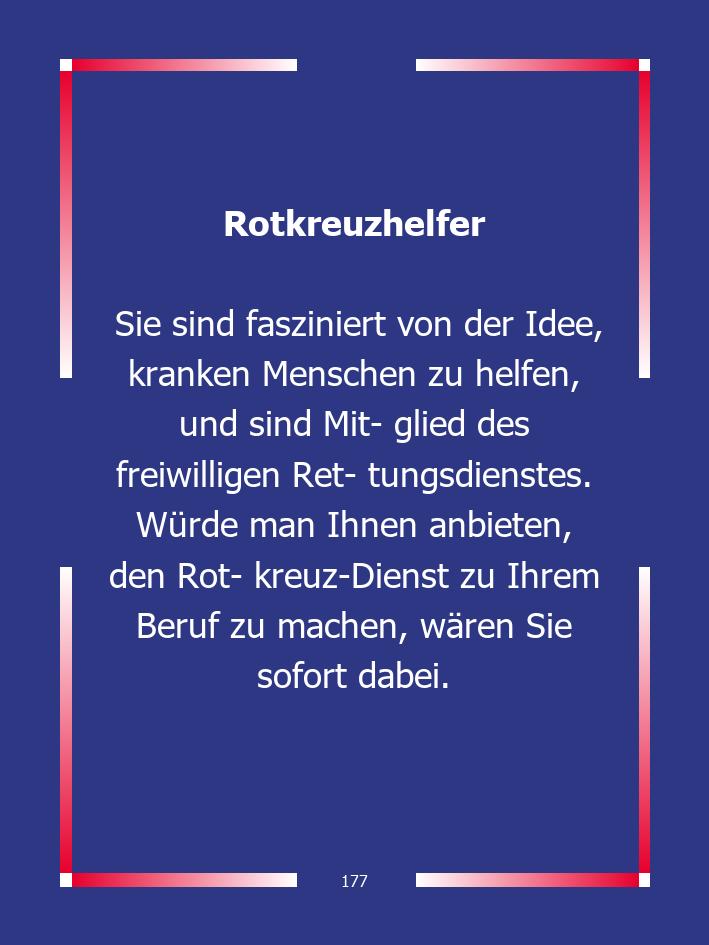 Rotkreuzhelfer
Sie sind fasziniert von der Idee,
kranken Menschen zu helfen,
und sind Mit- glied des
freiwilligen Ret- tungsdienstes.
Würde man Ihnen anbieten,
den Rot- kreuz-Dienst zu Ihrem
Beruf zu machen, wären Sie
sofort dabei.
177